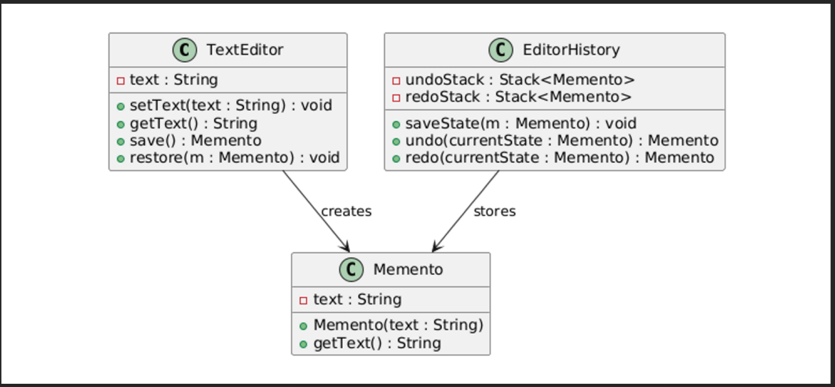 C TextEditor
text : String
setText(text : String) : void
getText() : String
save() : Memento
restore(m : Memento) : void
C EditorHistory
undoStack : Stack<Memento>
redoStack : Stack<Memento>
saveState(m : Memento) : void
undo(currentState : Memento) : Memento
redo(currentState : Memento) : Memento
creates
stores
C Memento
text : String
Memento(text : String)
getText() : String